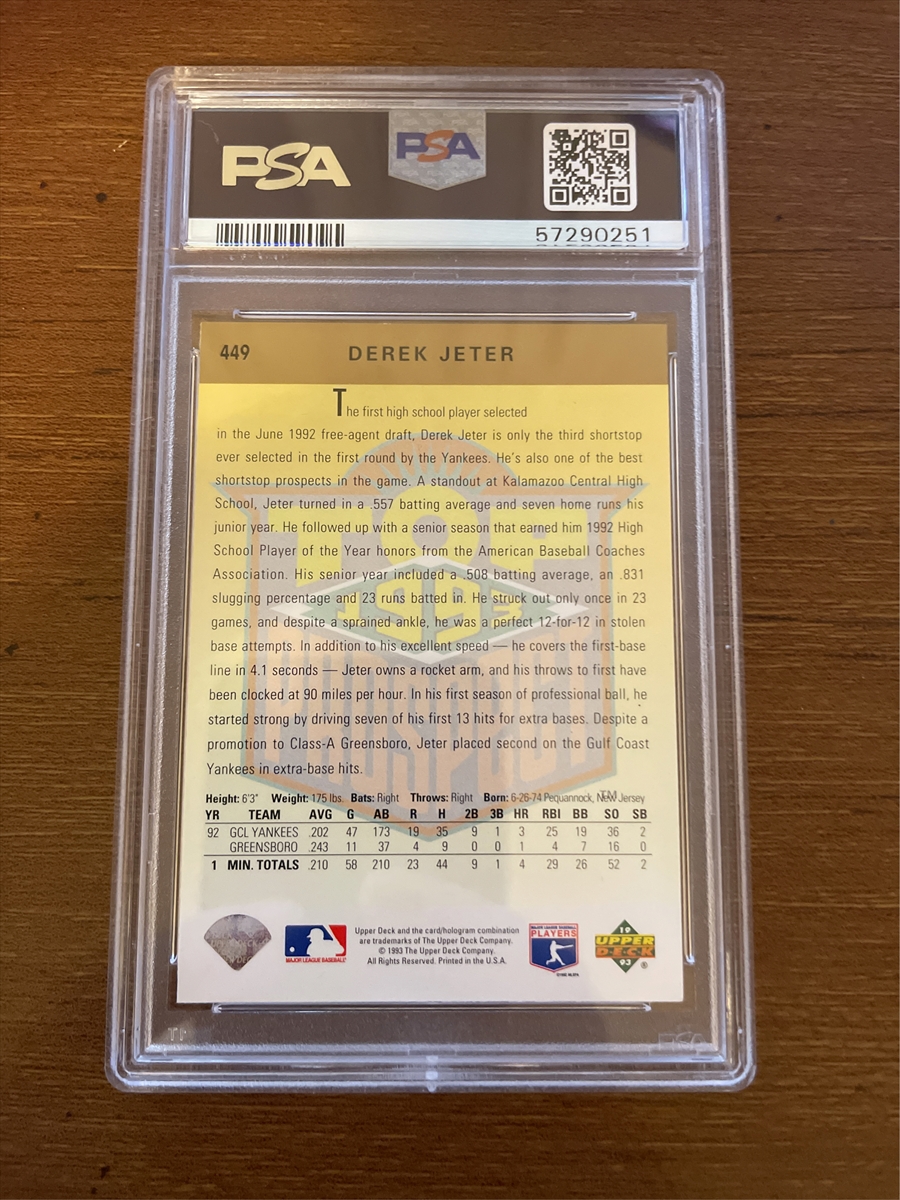 PSA
PSA
57290251
449 DEREK JETER
The first high school player selected
in the June 1992 free-agent draft, Derek Jeter is only the third shortstop
ever selected in the first round by the Yankees. He's also one of the best
shortstop prospects in the game. A standout at Kalamazoo Central High
School, Jeter turned in a .557 batting average and seven home runs his
junior year. He followed up with a senior season that earned him 1992 High
School Player of the Year honors from the American Baseball Coaches
Association. His senior year included a .508 batting average, an .831
slugging percentage and 23 runs batted in. He struck out only once in 23
games, and despite a sprained ankle, he was a perfect 12-for-12 in stolen
base attempts. In addition to his excellent speed — he covers the first-base
line in 4.1 seconds — Jeter owns a rocket arm, and his throws to first have
been clocked at 90 miles per hour. In his first season of professional ball, he
started strong by driving seven of his first 13 hits for extra bases. Despite a
promotion to Class-A Greensboro, Jeter placed second on the Gulf Coast
Yankees in extra-base hits.
TOP
1993
PROSPECT
TM
Height: 6'3" Weight: 175 lbs. Bats: Right Throws: Right Born: 6-26-74 Pequannock, New Jersey
YR TEAM AVG G AB R H 2B 3B HR RBI BB SO SB
92 GCL YANKEES .202 47 173 19 35 9 1 3 25 19 36 2
GREENSBORO .243 11 37 4 9 0 0 1 4 7 16 0
1 MIN. TOTALS .210 58 210 23 44 9 1 4 29 26 52 2
MAJOR LEAGUE BASEBALL
Upper Deck and the card/hologram combination
are trademarks of The Upper Deck Company.
© 1993 The Upper Deck Company.
All Rights Reserved. Printed in the U.S.A.
MAJOR LEAGUE BASEBALL
PLAYERS
19
UPPER
DECK
93
®